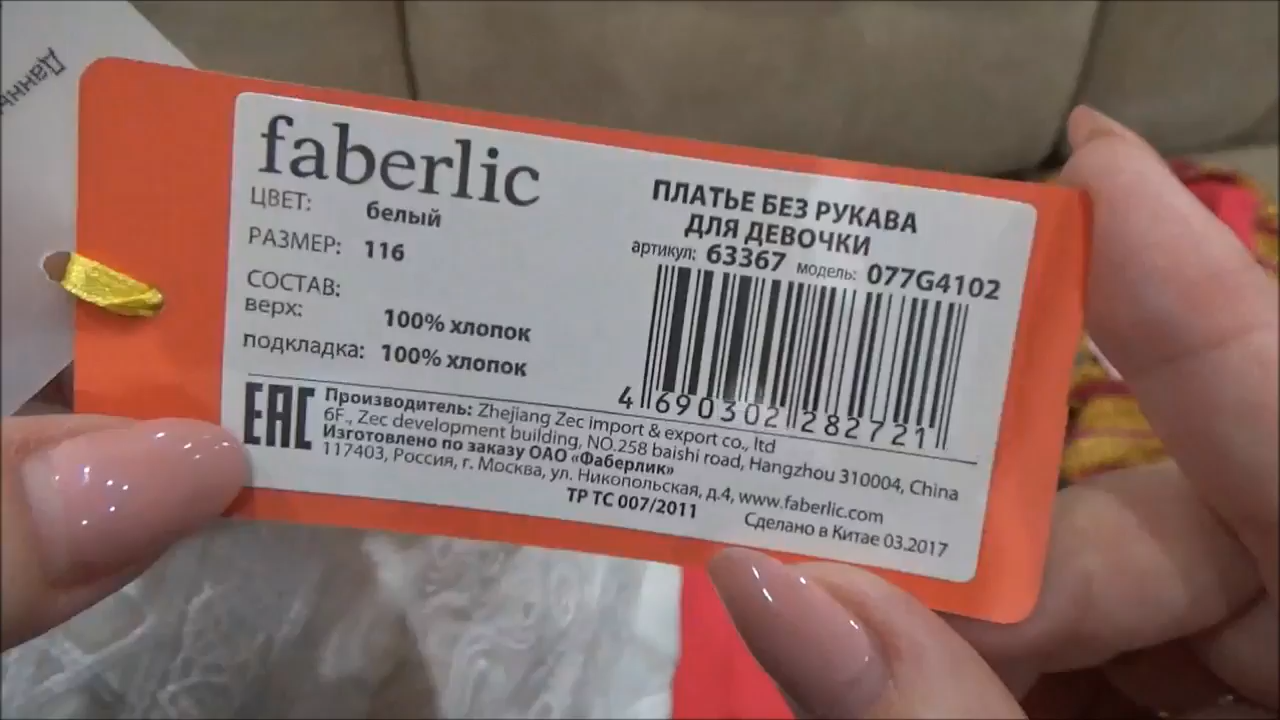 Данны
faberlic
ЦВЕТ: белый
РАЗМЕР: 116
СОСТАВ:
верх: 100% хлопок
подкладка: 100% хлопок
ПЛАТЬЕ БЕЗ РУКАВА
ДЛЯ ДЕВОЧКИ
артикул: 63367 модель: 077G4102
4 690302 282721
EAC
Производитель: Zhejiang Zec import & export co., ltd
6F., Zec development building, NO.258 baishi road, Hangzhou 310004, China
Изготовлено по заказу ОАО «Фаберлик»
117403, Россия, г. Москва, ул. Никопольская, д.4, www.faberlic.com
ТР ТС 007/2011
Сделано в Китае 03.2017